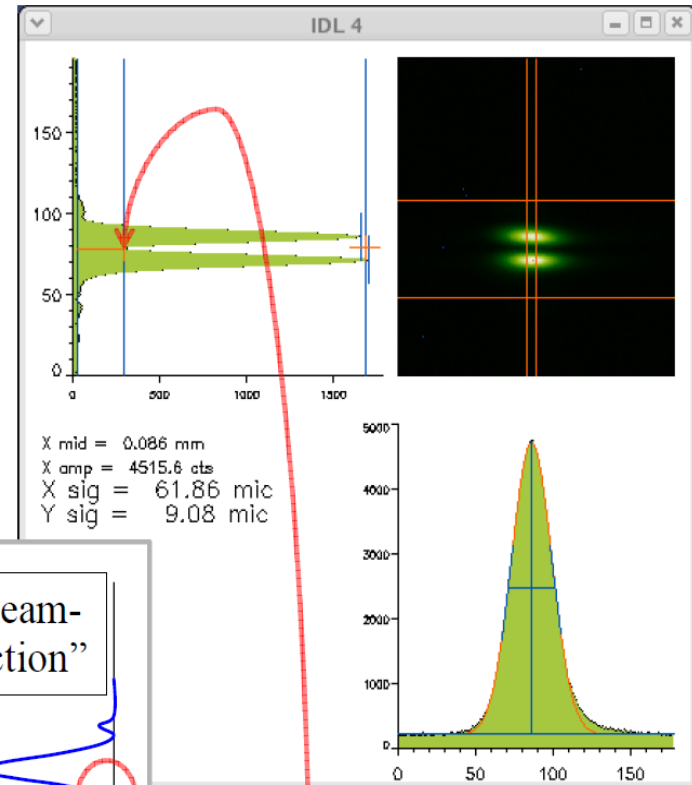 IDL 4
150
100
50
0
0 500 1000 1500
X mid = 0.086 mm
X amp = 4515.6 cts
X sig = 61.86 mic
Y sig = 9.08 mic
5000
4000
3000
2000
1000
0
0 50 100 150
eam-
ction”